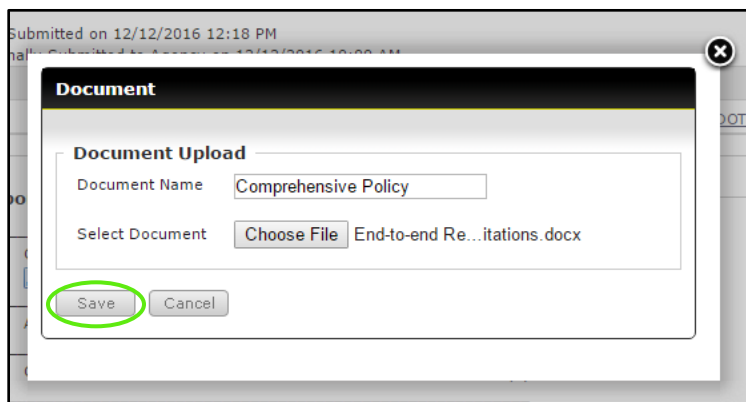 Submitted on 12/12/2016 12:18 PM
Document
DOT
Document Upload
Document Name Comprehensive Policy
Select Document Choose File End-to-end Re…itations.docx
Save Cancel